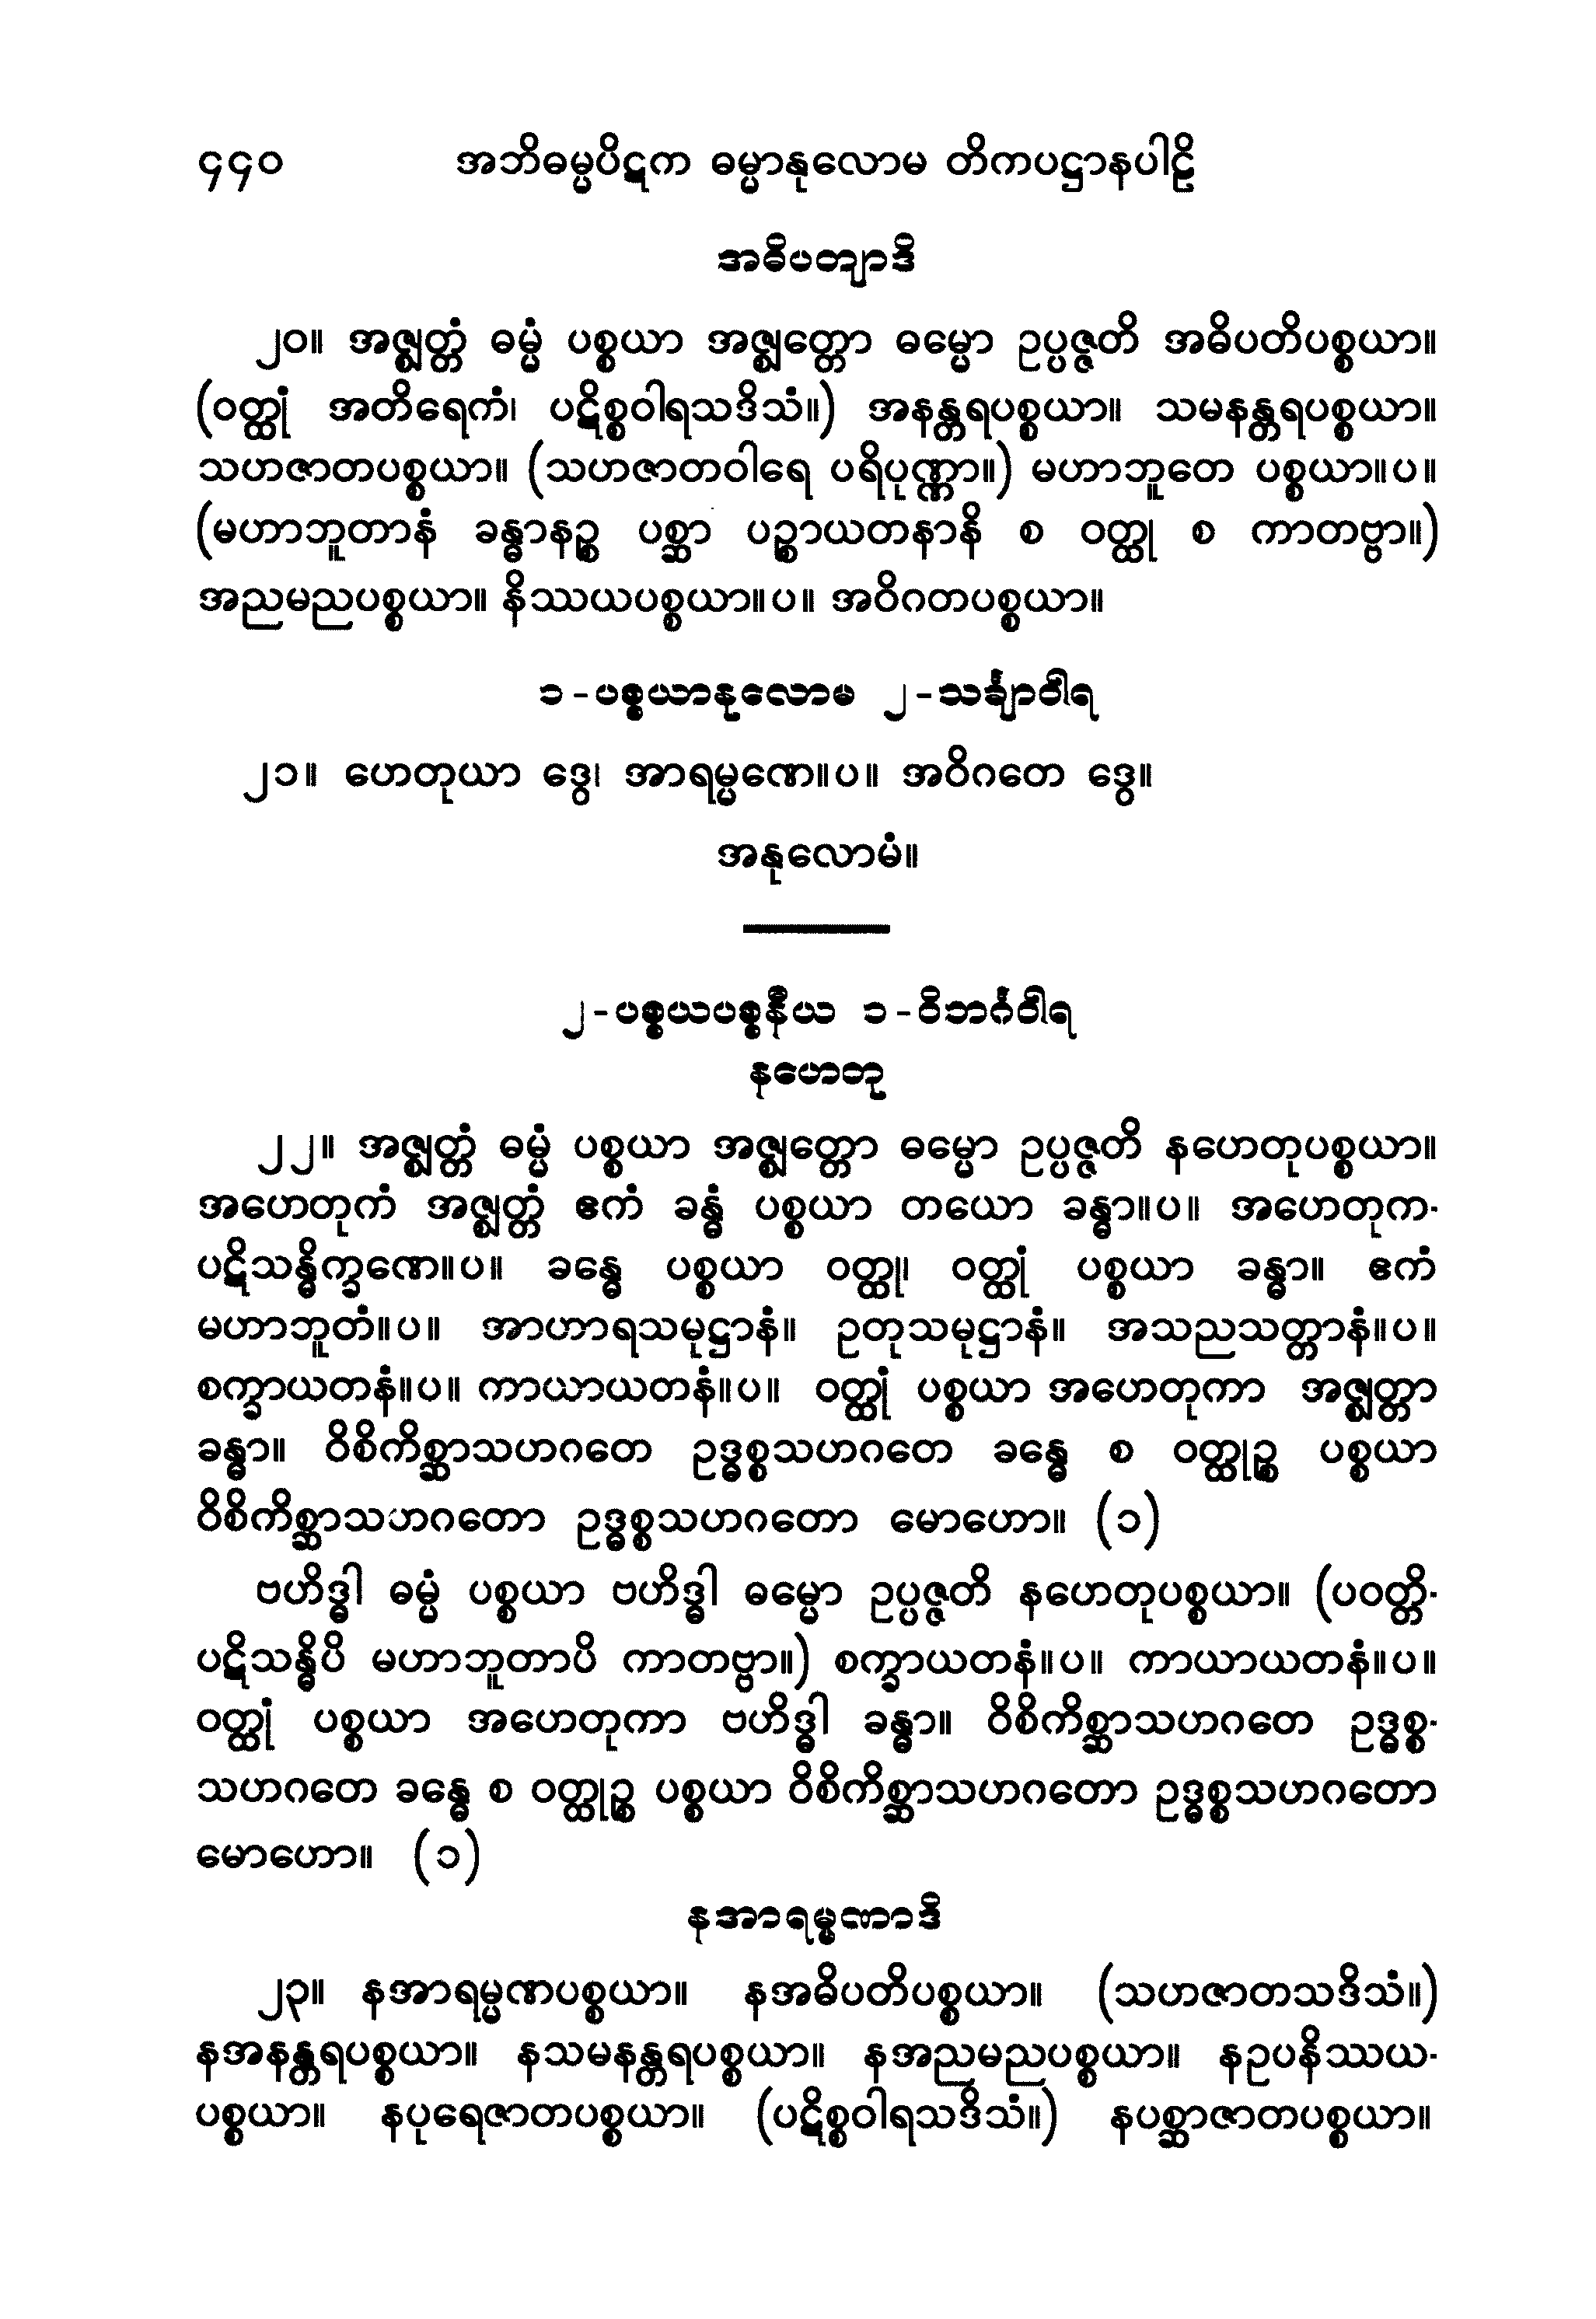 ၄၄၀ အဘိဓမ္မပိဋက ဓမ္မာနုလောမ တိကပဋ္ဌာနပါဠိ
အဓိပတျာဒိ
၂၀။ အဇ္ဈတ္တံ ဓမ္မံ ပစ္စယာ အဇ္ဈတ္တော ဓမ္မော ဥပ္ပဇ္ဇတိ အဓိပတိပစ္စယာ။
(ဝတ္ထုံ အတိရေကံ၊ ပဋိစ္စဝါရသဒိသံ။) အနန္တရပစ္စယာ။ သမနန္တရပစ္စယာ။
သဟဇာတပစ္စယာ။ (သဟဇာတဝါရေ ပရိပုဏ္ဏာ။) မဟာဘူတေ ပစ္စယာ။ပ။
(မဟာဘူတာနံ ခန္ဓာနဉ္စ ပစ္ဆာ ပဉ္စာယတနာနိ စ ဝတ္ထု စ ကာတဗ္ဗာ။)
အညမညပစ္စယာ။ နိဿယပစ္စယာ။ပ။ အဝိဂတပစ္စယာ။
၁-ပစ္စယာနုလောမ ၂-သင်္ချာဝါရ
၂၁။ ဟေတုယာ ဒွေ၊ အာရမ္မဏေ။ပ။ အဝိဂတေ ဒွေ။
အနုလောမံ။
၂-ပစ္စယပစ္စနီယ ၁-ဝိဘင်္ဂဝါရ
နဟေတု
၂၂။ အဇ္ဈတ္တံ ဓမ္မံ ပစ္စယာ အဇ္ဈတ္တော ဓမ္မော ဥပ္ပဇ္ဇတိ နဟေတုပစ္စယာ။
အဟေတုကံ အဇ္ဈတ္တံ ဧကံ ခန္ဓံ ပစ္စယာ တယော ခန္ဓာ။ပ။ အဟေတုက-
ပဋိသန္ဓိက္ခဏေ။ပ။ ခန္ဓေ ပစ္စယာ ဝတ္ထု၊ ဝတ္ထုံ ပစ္စယာ ခန္ဓာ။ ဧကံ
မဟာဘူတံ။ပ။ အာဟာရသမုဋ္ဌာနံ။ ဥတုသမုဋ္ဌာနံ။ အသညသတ္တာနံ။ပ။
စက္ခာယတနံ။ပ။ ကာယာယတနံ။ပ။ ဝတ္ထုံ ပစ္စယာ အဟေတုကာ အဇ္ဈတ္တာ
ခန္ဓာ။ ဝိစိကိစ္ဆာသဟဂတေ ဥဒ္ဓစ္စသဟဂတေ ခန္ဓေ စ ဝတ္ထုဉ္စ ပစ္စယာ
ဝိစိကိစ္ဆာသဟဂတော ဥဒ္ဓစ္စသဟဂတော မောဟော။ (၁)
ဗဟိဒ္ဓါ ဓမ္မံ ပစ္စယာ ဗဟိဒ္ဓါ ဓမ္မော ဥပ္ပဇ္ဇတိ နဟေတုပစ္စယာ။ (ပဝတ္တိ-
ပဋိသန္ဓိပိ မဟာဘူတာပိ ကာတဗ္ဗာ။) စက္ခာယတနံ။ပ။ ကာယာယတနံ။ပ။
ဝတ္ထုံ ပစ္စယာ အဟေတုကာ ဗဟိဒ္ဓါ ခန္ဓာ။ ဝိစိကိစ္ဆာသဟဂတေ ဥဒ္ဓစ္စ-
သဟဂတေ ခန္ဓေ စ ဝတ္ထုဉ္စ ပစ္စယာ ဝိစိကိစ္ဆာသဟဂတော ဥဒ္ဓစ္စသဟဂတော
မောဟော။ (၁)
နအာရမ္မဏာဒိ
၂၃။ နအာရမ္မဏပစ္စယာ။ နအဓိပတိပစ္စယာ။ (သဟဇာတသဒိသံ။)
နအနန္တရပစ္စယာ။ နသမနန္တရပစ္စယာ။ နအညမညပစ္စယာ။ နဥပနိဿယ-
ပစ္စယာ။ နပုရေဇာတပစ္စယာ။ (ပဋိစ္စဝါရသဒိသံ။) နပစ္ဆာဇာတပစ္စယာ။